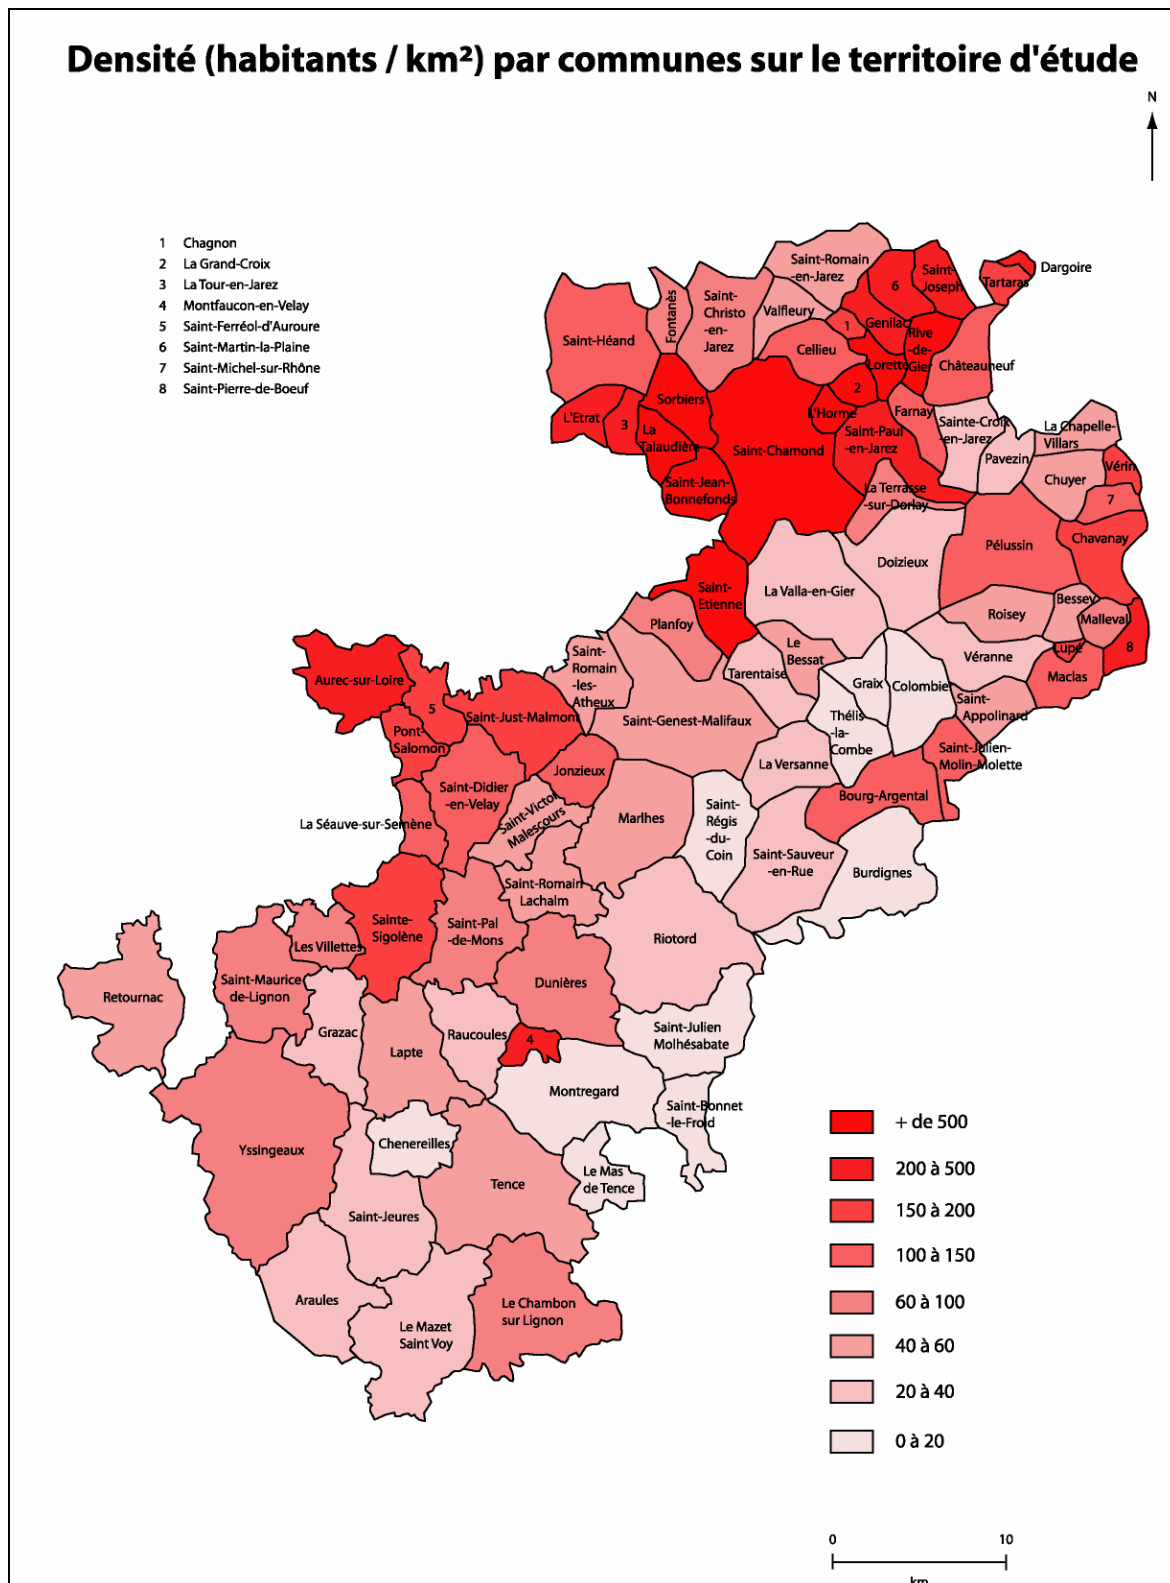 Densité (habitants / km²) par communes sur le territoire d'étude
N
1 Chagnon
2 La Grand-Croix
3 La Tour-en-Jarez
4 Montfaucon-en-Velay
5 Saint-Ferréol-d'Auroure
6 Saint-Martin-la-Plaine
7 Saint-Michel-sur-Rhône
8 Saint-Pierre-de-Boeuf
Saint-Romain
-en-Jarez
Saint-
Joseph
Dargoire
Tartaras
6
Fontanès
Saint-
Christo
-en-
Jarez
Valfleury
1
Genilac
Rive
-de-
Gier
Saint-Héand
Cellieu
Lorette
Châteauneuf
2
L'Horme
Sorbiers
L'Etrat
3
La
Talaudière
Saint-Chamond
Saint-Paul
-en-Jarez
Farnay
Sainte-Croix
-en-Jarez
Pavezin
La Chapelle-
Villars
Vérin
Chuyer
7
Saint-Jean-
Bonnefonds
La Terrasse
-sur-Dorlay
Pélussin
Chavanay
Doizieux
La Valla-en-Gier
Saint-
Etienne
Bessey
Roisey
Malleval
8
Planfoy
Le
Bessat
Lupé
Véranne
Maclas
Saint-
Romain
-les-
Atheux
Tarentaise
Graix
Colombier
Saint-
Appolinard
Aurec-sur-Loire
5
Saint-Just-Malmont
Saint-Genest-Malifaux
Thélis
-la-
Combe
Pont-
Salomon
Saint-Julien-
Molin-Molette
La Versanne
Jonzieux
Saint-Didier
-en-Velay
Bourg-Argental
Saint-Victor
Malescours
Marlhes
Saint-
Régis
-du-
Coin
La Séauve-sur-Semène
Saint-Sauveur
-en-Rue
Burdignes
Saint-Romain
Lachalm
Sainte-
Sigolène
Saint-Pal
-de-Mons
Riotord
Les Villettes
Saint-Maurice
de-Lignon
Dunières
Retournac
Grazac
Raucoules
4
Saint-Julien
Molhésabate
Lapte
Montregard
Saint-Bonnet
-le-Froid
Chenereilles
Yssingeaux
Le Mas
de Tence
Tence
Saint-Jeures
Araules
Le Chambon
sur Lignon
Le Mazet
Saint Voy
+ de 500
200 à 500
150 à 200
100 à 150
60 à 100
40 à 60
20 à 40
0 à 20
0 10
km